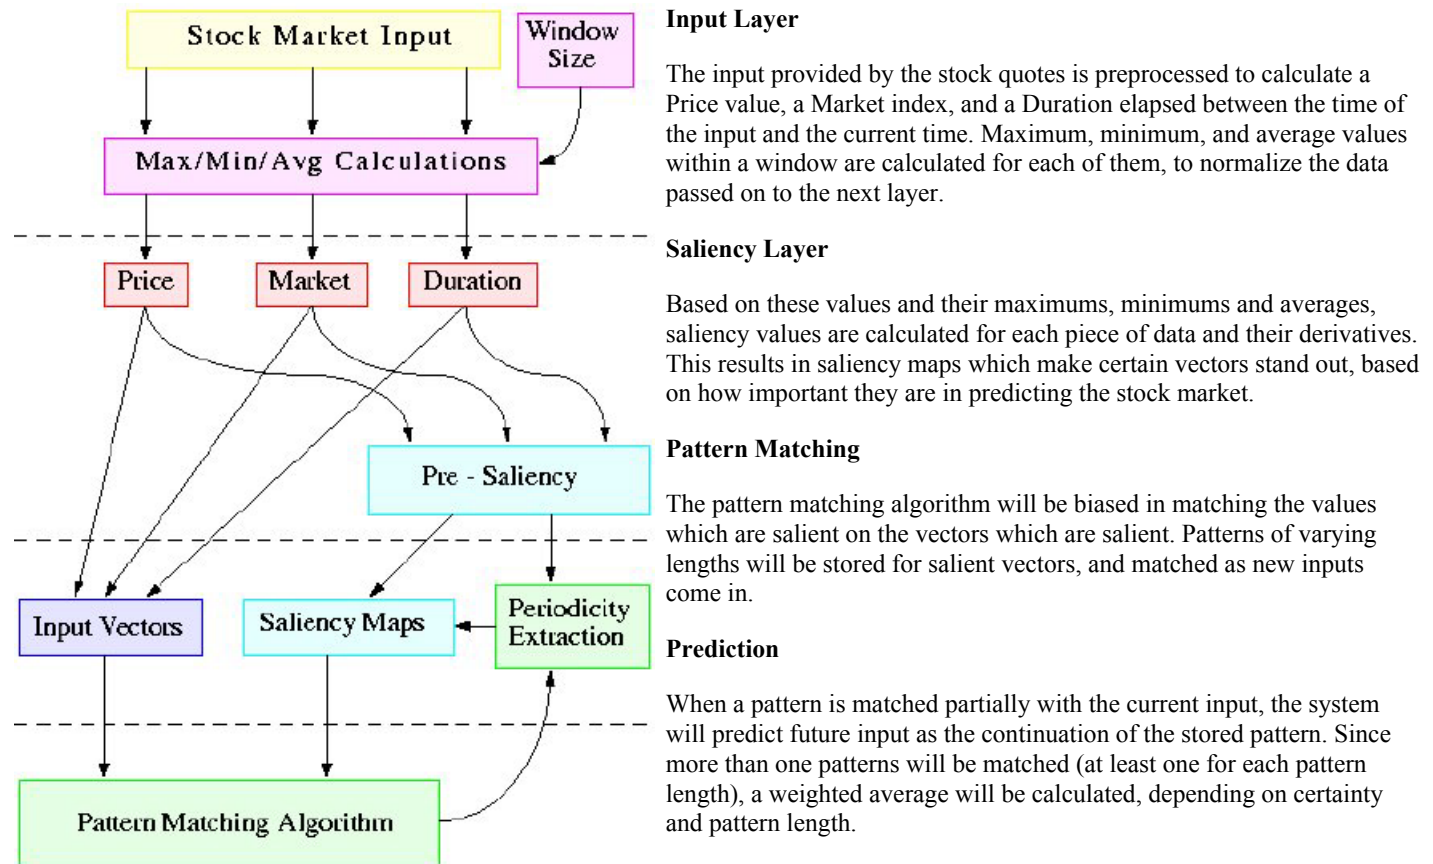 Stock Market Input
Window
Size
Max/Min/Avg Calculations
Price
Market
Duration
Pre - Saliency
Input Vectors
Saliency Maps
Periodicity
Extraction
Pattern Matching Algorithm
Input Layer
The input provided by the stock quotes is preprocessed to calculate a
Price value, a Market index, and a Duration elapsed between the time of
the input and the current time. Maximum, minimum, and average values
within a window are calculated for each of them, to normalize the data
passed on to the next layer.
Saliency Layer
Based on these values and their maximums, minimums and averages,
saliency values are calculated for each piece of data and their derivatives.
This results in saliency maps which make certain vectors stand out, based
on how important they are in predicting the stock market.
Pattern Matching
The pattern matching algorithm will be biased in matching the values
which are salient on the vectors which are salient. Patterns of varying
lengths will be stored for salient vectors, and matched as new inputs
come in.
Prediction
When a pattern is matched partially with the current input, the system
will predict future input as the continuation of the stored pattern. Since
more than one patterns will be matched (at least one for each pattern
length), a weighted average will be calculated, depending on certainty
and pattern length.